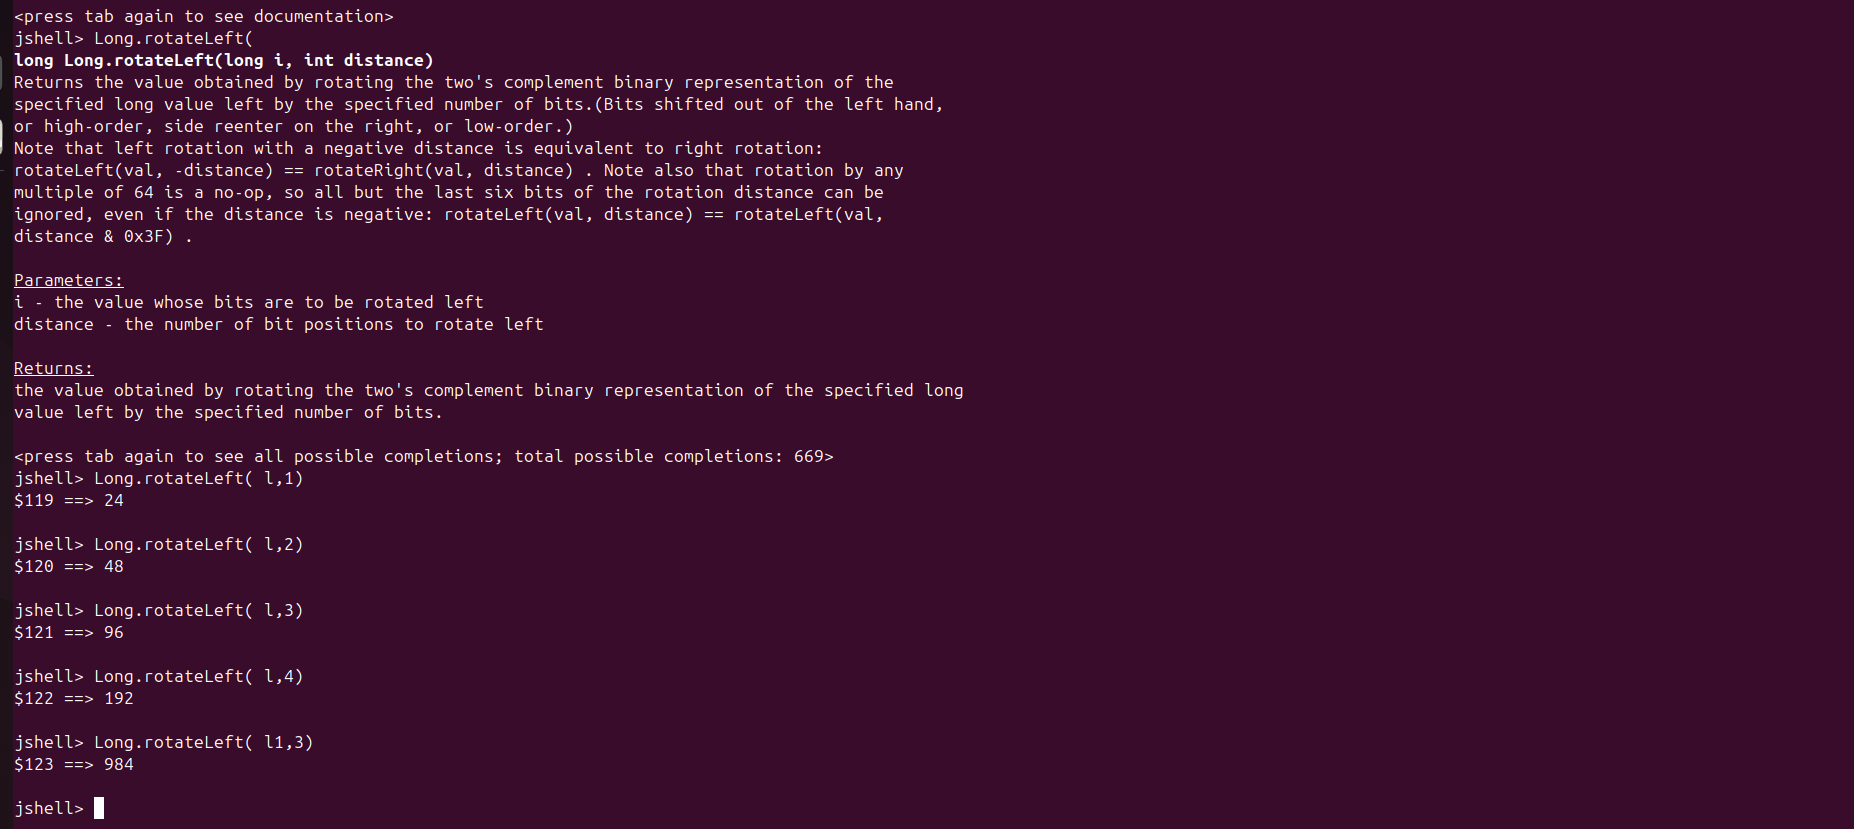 <press tab again to see documentation>
jshell> Long.rotateLeft(
long Long.rotateLeft(long i, int distance)
Returns the value obtained by rotating the two's complement binary representation of the
specified long value left by the specified number of bits.(Bits shifted out of the left hand,
or high-order, side reenter on the right, or low-order.)
Note that left rotation with a negative distance is equivalent to right rotation:
rotateLeft(val, -distance) == rotateRight(val, distance) . Note also that rotation by any
multiple of 64 is a no-op, so all but the last six bits of the rotation distance can be
ignored, even if the distance is negative: rotateLeft(val, distance) == rotateLeft(val,
distance & 0x3F) .
Parameters:
i - the value whose bits are to be rotated left
distance - the number of bit positions to rotate left
Returns:
the value obtained by rotating the two's complement binary representation of the specified long
value left by the specified number of bits.
<press tab again to see all possible completions; total possible completions: 669>
jshell> Long.rotateLeft( l,1)
$119 ==> 24
jshell> Long.rotateLeft( l,2)
$120 ==> 48
jshell> Long.rotateLeft( l,3)
$121 ==> 96
jshell> Long.rotateLeft( l,4)
$122 ==> 192
jshell> Long.rotateLeft( l1,3)
$123 ==> 984
jshell>